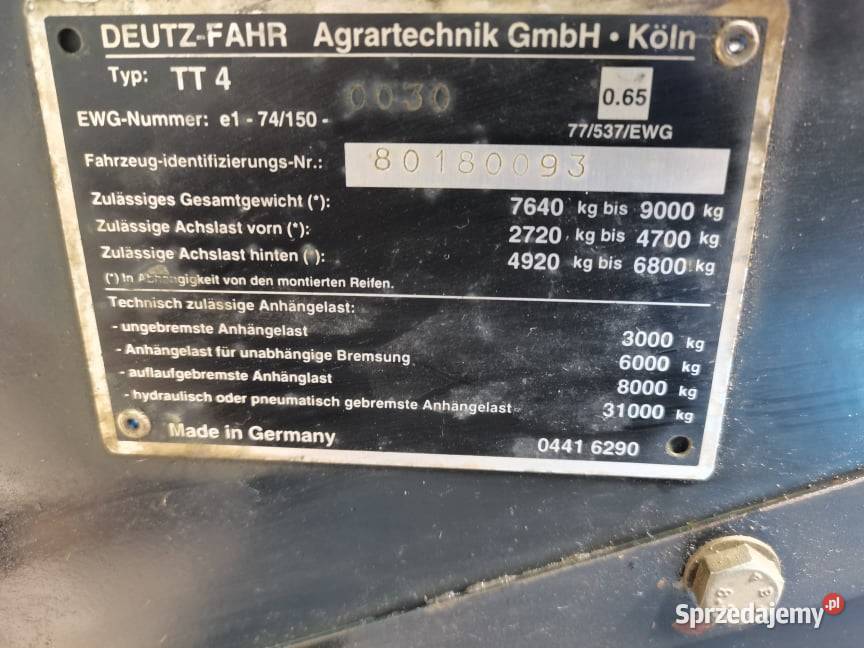 DEUTZ-FAHR Agrartechnik GmbH • Köln
Typ: TT 4
0.65
EWG-Nummer: e1 - 74/150 - 0030
77/537/EWG
Fahrzeug-identifizierungs-Nr.: 80180093
Zulässiges Gesamtgewicht (*): 7640 kg bis 9000 kg
Zulässige Achslast vorn (*): 2720 kg bis 4700 kg
Zulässige Achslast hinten (*): 4920 kg bis 6800 kg
(*) In Abhängigkeit von den montierten Reifen.
Technisch zulässige Anhängelast:
- ungebremste Anhängelast 3000 kg
- Anhängelast für unabhängige Bremsung 6000 kg
- auflaufgebremste Anhänglast 8000 kg
- hydraulisch oder pneumatisch gebremste Anhängelast 31000 kg
Made in Germany 0441 6290
Sprzedajemy.pl